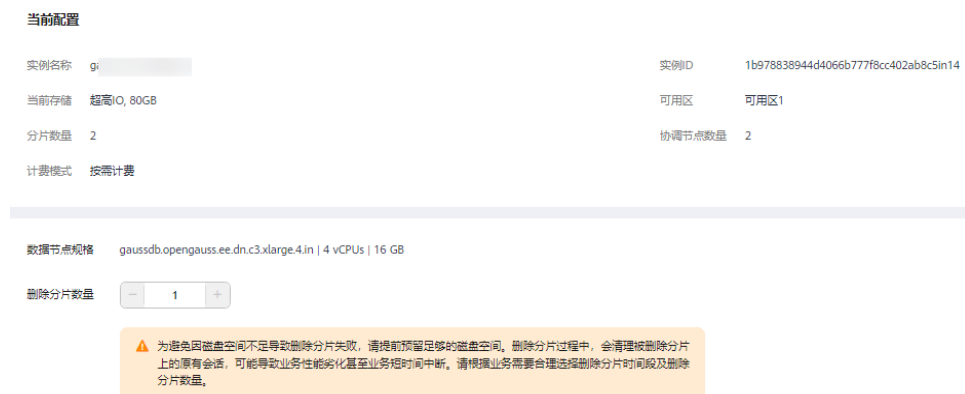 当前配置
实例名称 ga
实例ID 1b978838944d4066b777f8cc402ab8c5in14
当前存储 超高IO, 80GB
可用区 可用区1
分片数量 2
协调节点数量 2
计费模式 按需计费
数据节点规格 gaussdb.opengauss.ee.dn.c3.xlarge.4.in | 4 vCPUs | 16 GB
删除分片数量 − 1 +
为避免因磁盘空间不足导致删除分片失败，请提前预留足够的磁盘空间。删除分片过程中，会清理被删除分片
上的原有会话，可能导致业务性能劣化甚至业务短时间中断。请根据业务需要合理选择删除分片时间段及删除
分片数量。